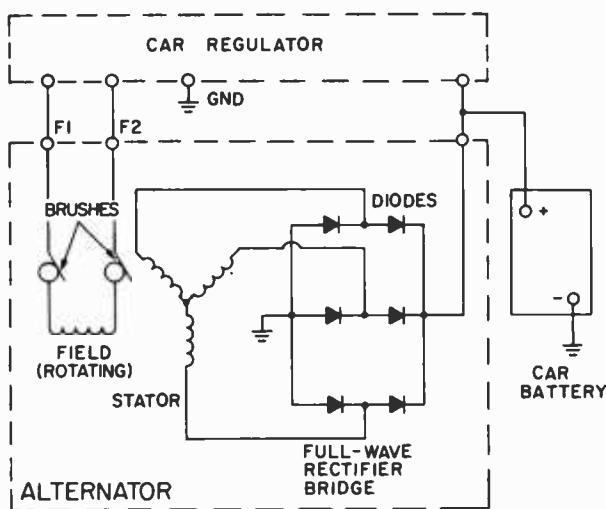 CAR REGULATOR
GND
F1
F2
BRUSHES
DIODES
+
-
FIELD
(ROTATING)
STATOR
CAR
BATTERY
FULL-WAVE
RECTIFIER
BRIDGE
ALTERNATOR